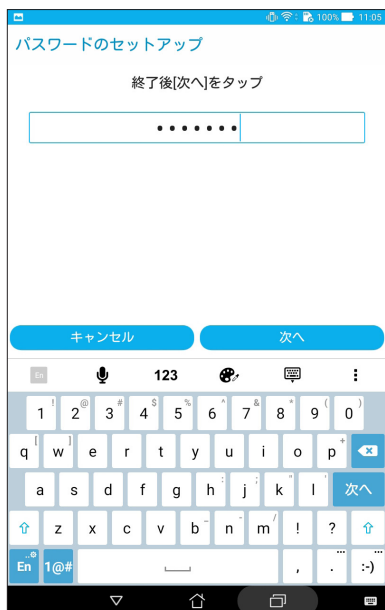 100% 11:05
パスワードのセットアップ
終了後[次へ]をタップ
•••••••
キャンセル 次へ
En 123
1 ! 2 @ 3 # 4 $ 5 % 6 ^ 7 & 8 * 9 ( 0 )
q [ w ] e r t y u i o p +
a s d f g h : j ; k " l ' 次へ
z x c v b - n - m / ! ?
En 1@# , . :-)